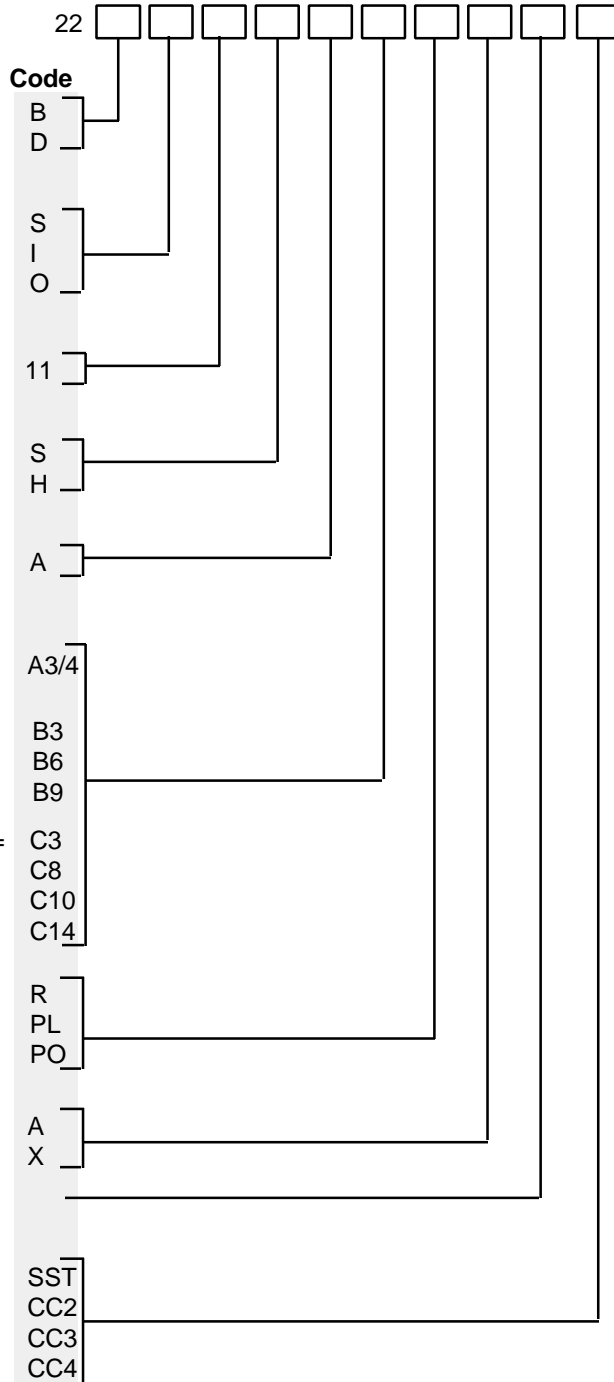 22
Code
B
D
S
I
O
11
S
H
A
A3/4
B3
B6
B9
=
C3
C8
C10
C14
R
PL
PO
A
X
SST
CC2
CC3
CC4